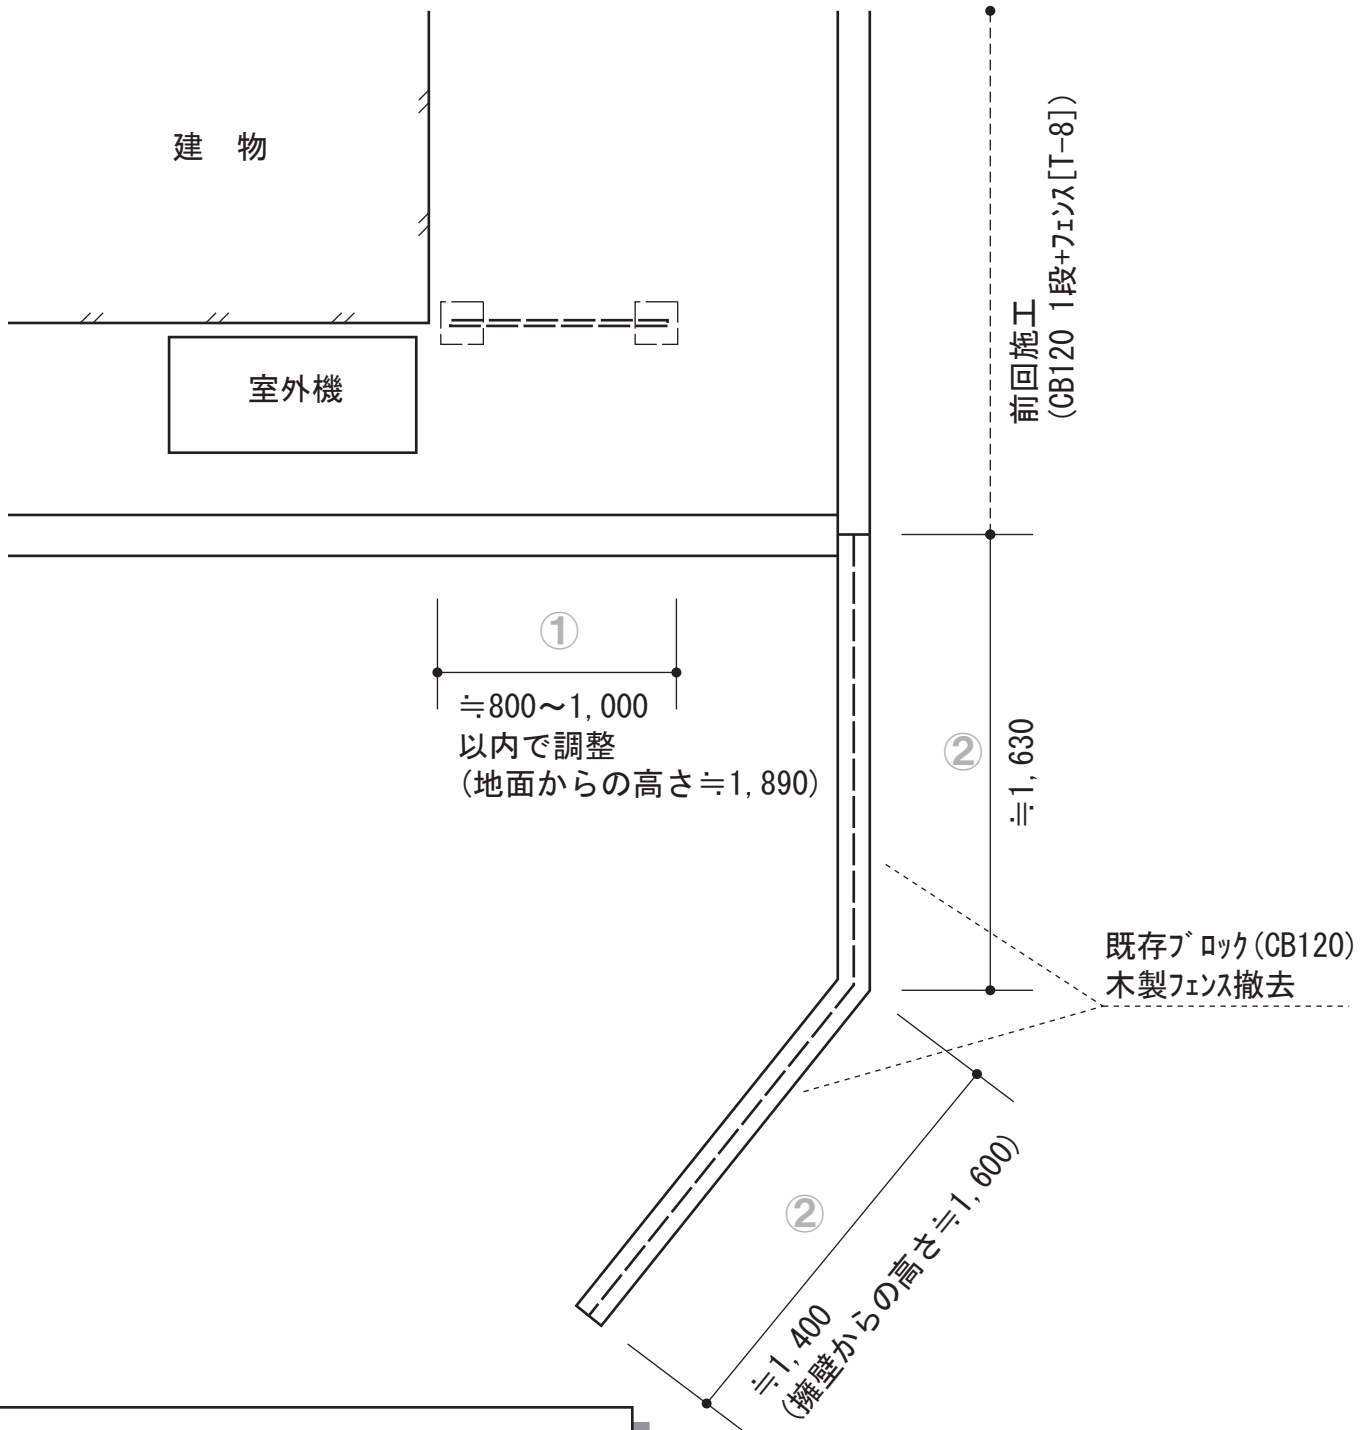 建　物
室外機
前回施工
(CB120 1段+ﾌｪﾝｽ[T-8])
①
≒800～1,000
以内で調整
(地面からの高さ≒1,890)
②
≒1,630
既存ﾌﾞﾛｯｸ(CB120)
木製ﾌｪﾝｽ撤去
②
≒1,400
(擁壁からの高さ≒1,600)